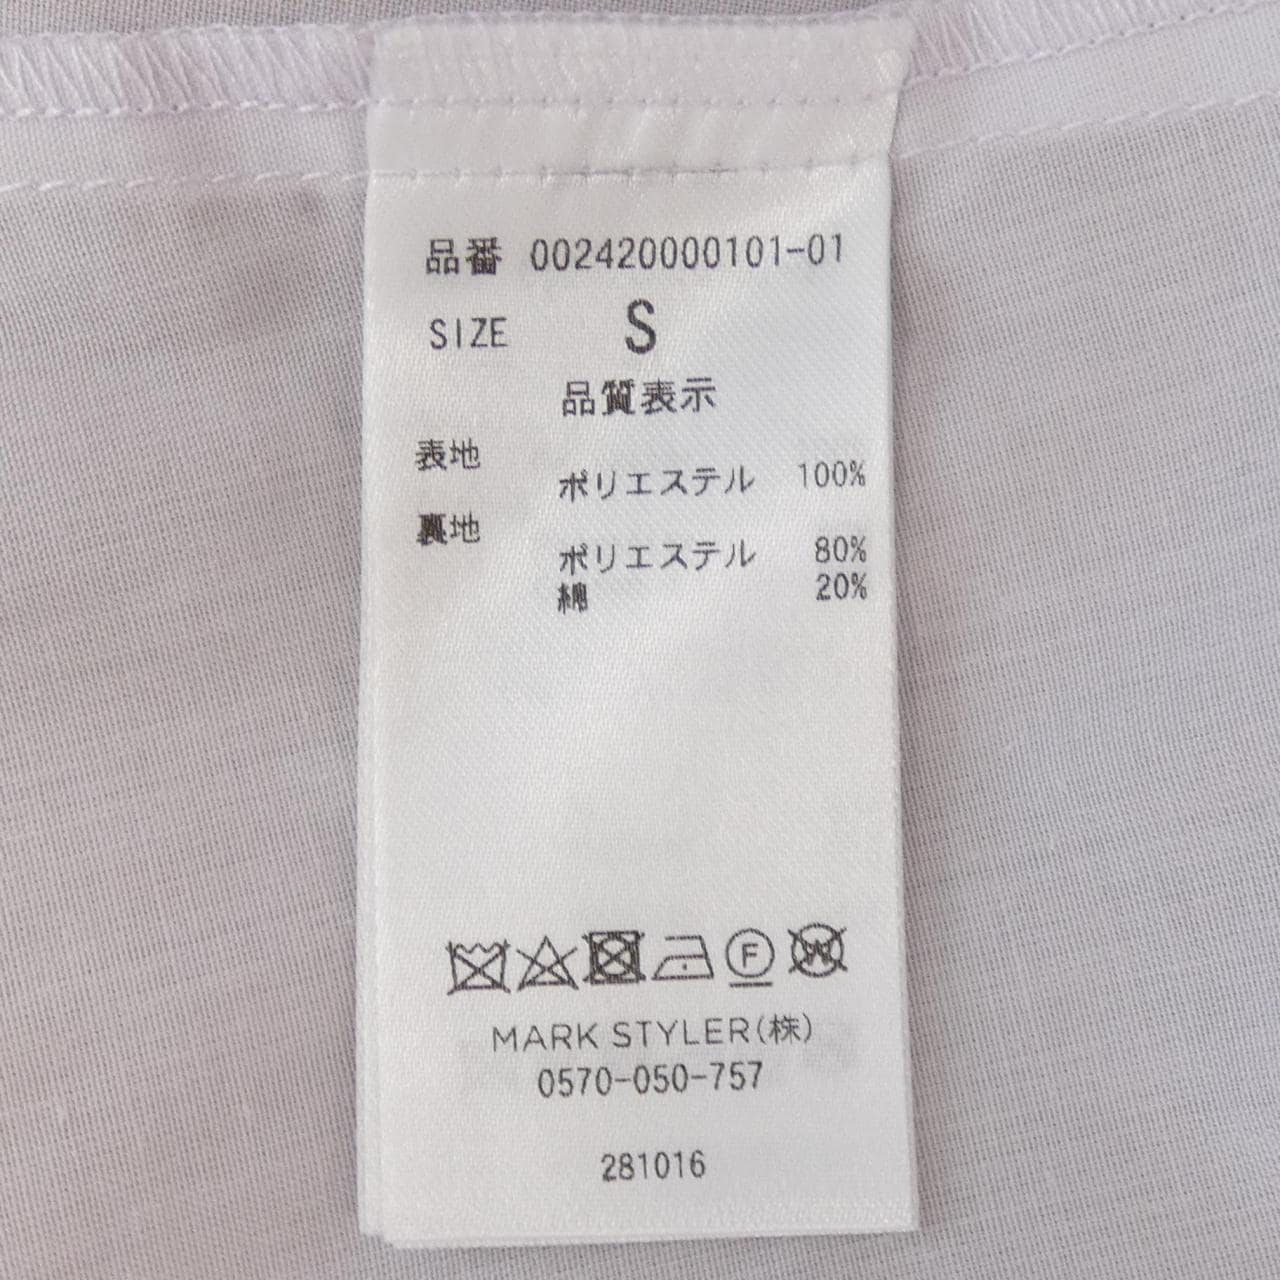 品番 002420000101-01
SIZE S
品質表示
表地
ポリエステル 100%
裏地
ポリエステル 80%
綿 20%
F W
MARK STYLER(株)
0570-050-757
281016